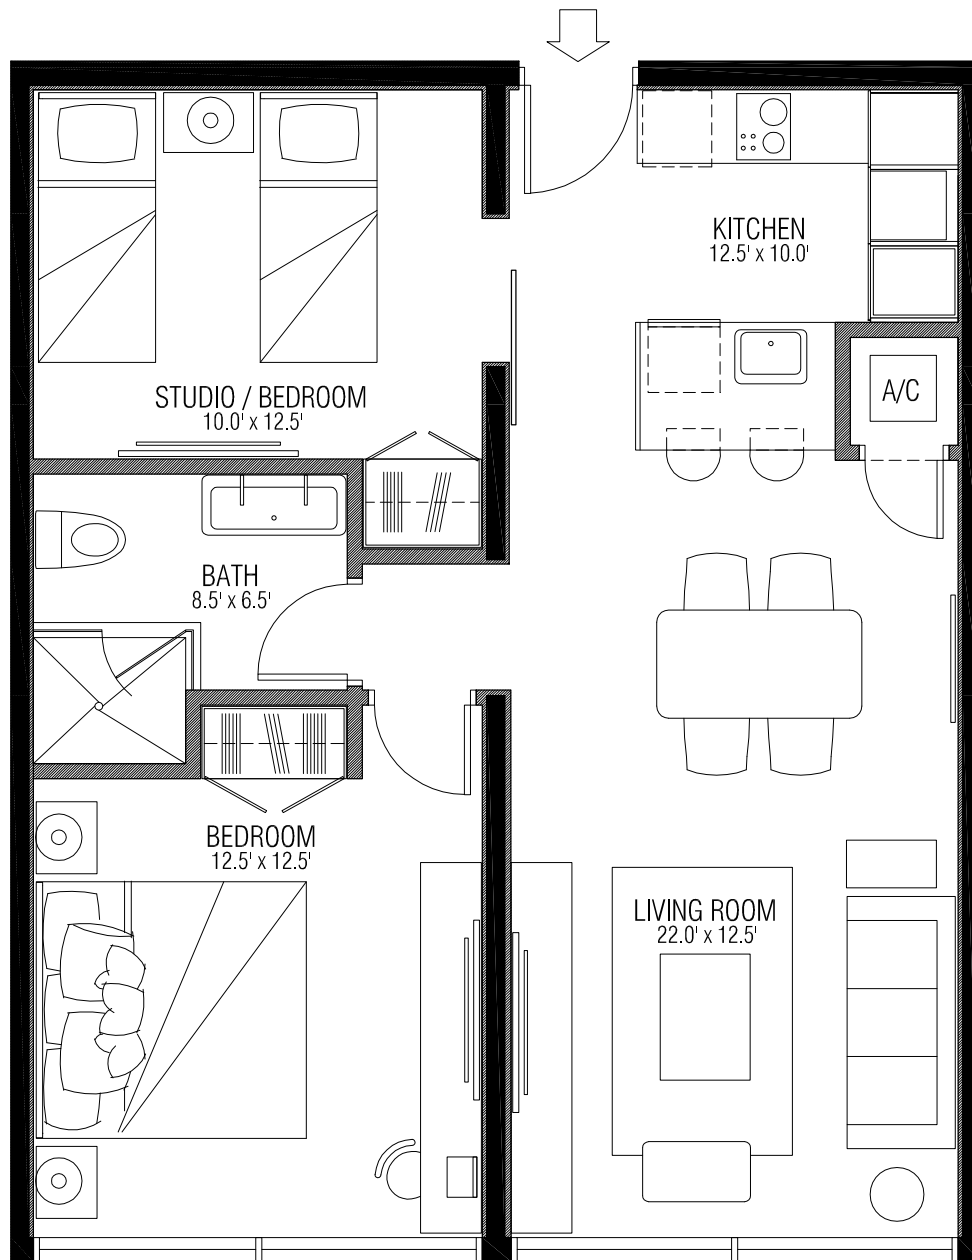 KITCHEN
12.5' x 10.0'
STUDIO / BEDROOM
10.0' x 12.5'
A/C
BATH
8.5' x 6.5'
BEDROOM
12.5' x 12.5'
LIVING ROOM
22.0' x 12.5'